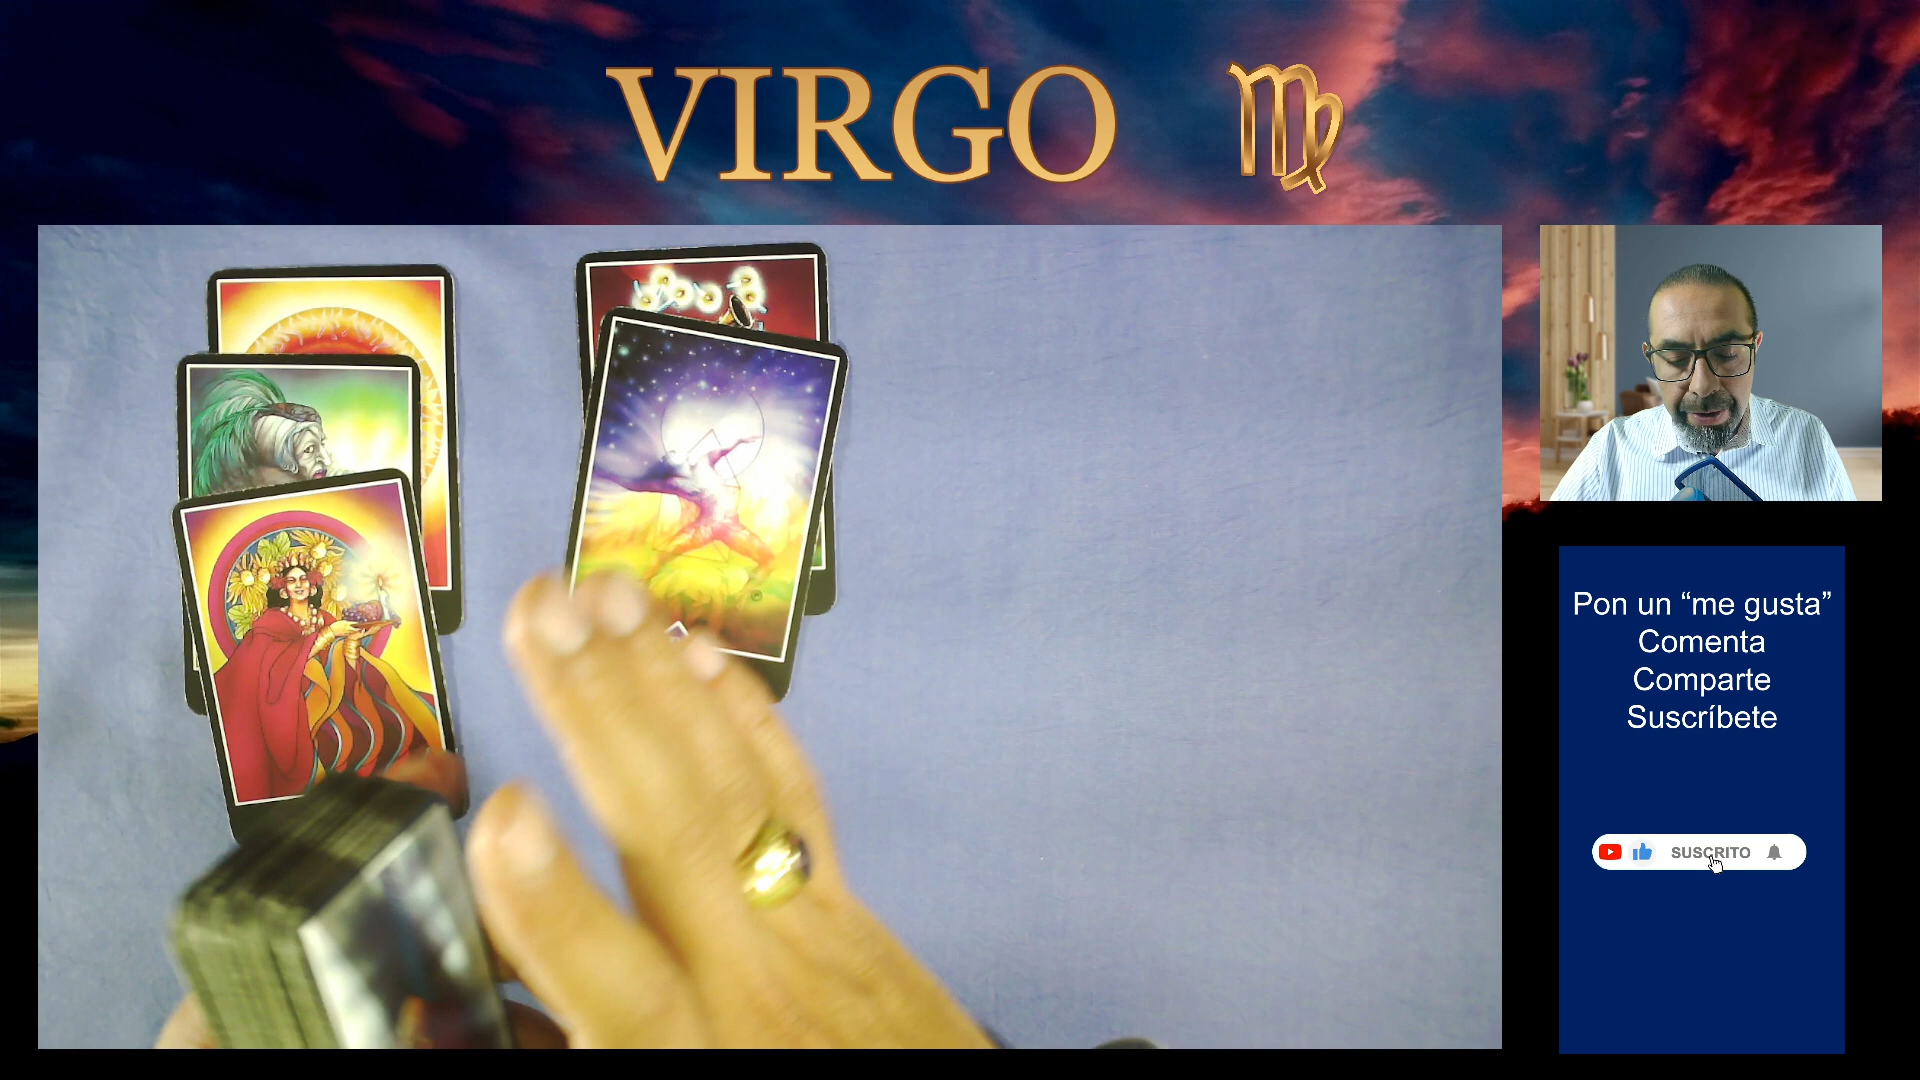 VIRGO
Pon un “me gusta”
Comenta
Comparte
Suscríbete
SUSCRITO